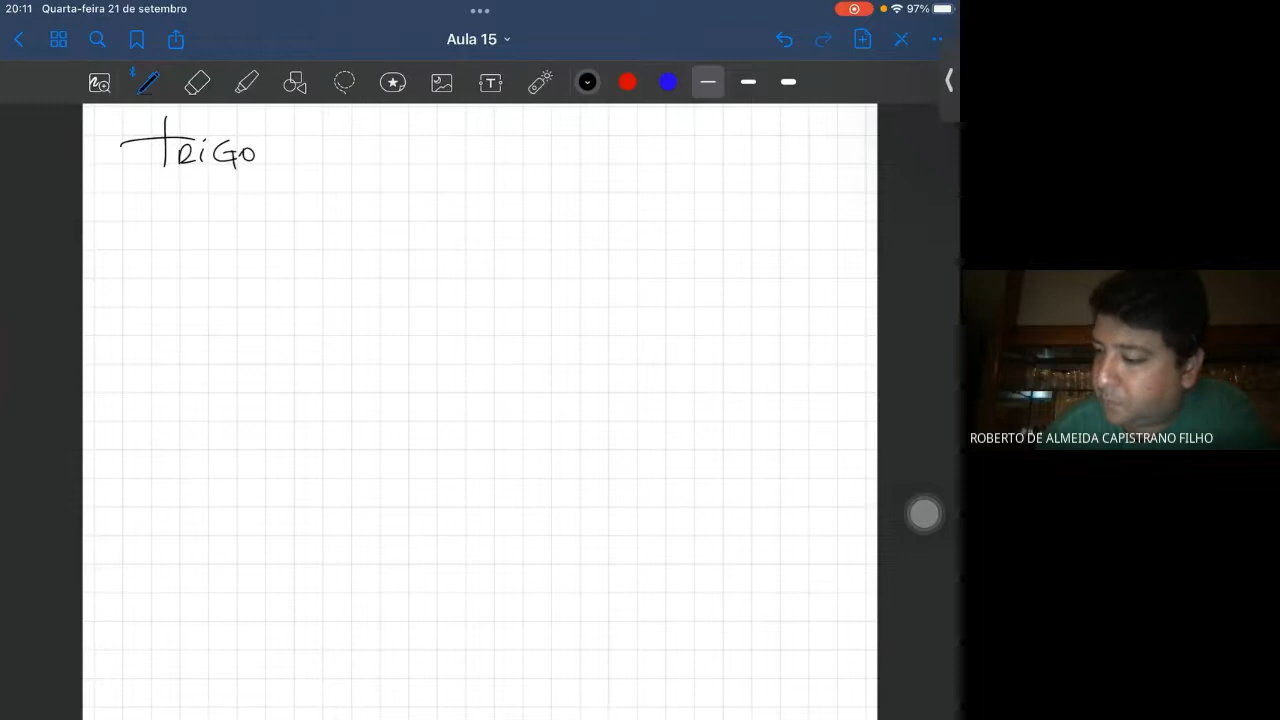 20:11 Quarta-feira 21 de setembro
97%
Aula 15
TRiGO
ROBERTO DE ALMEIDA CAPISTRANO FILHO